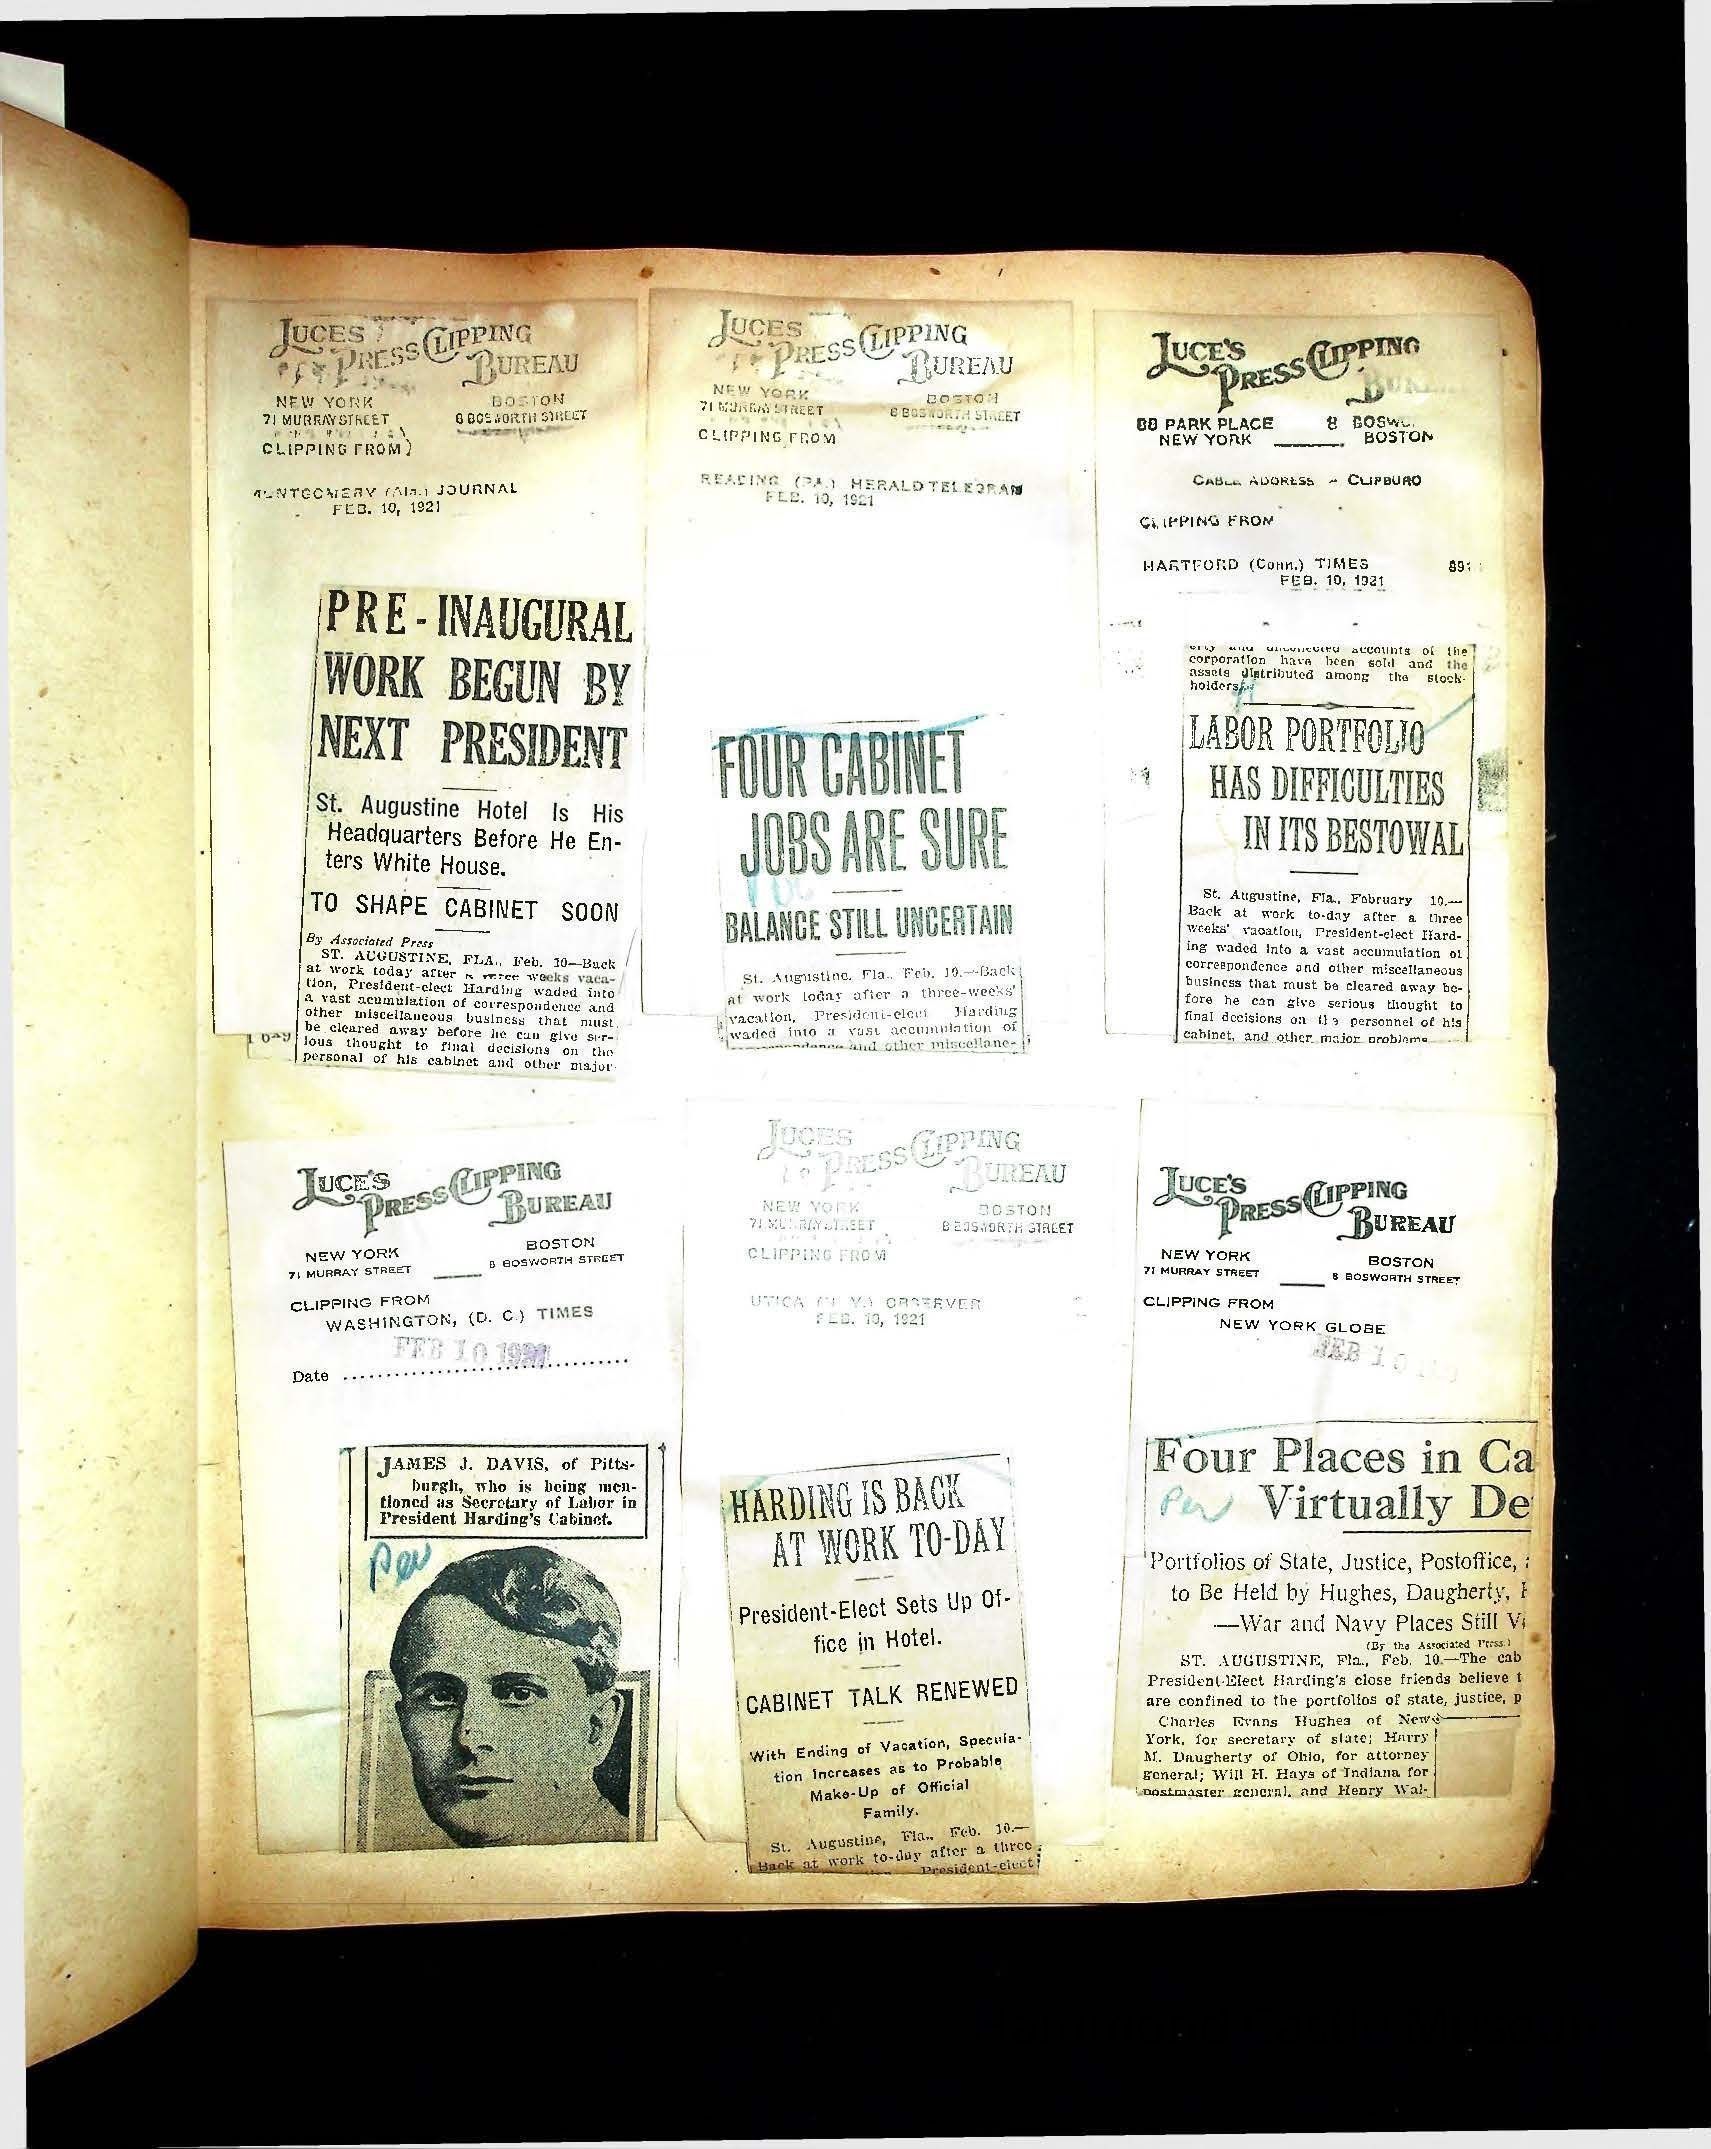 LUCE'S
PRESS CLIPPING
BUREAU
NEW YORK BOSTON
71 MURRAY STREET 8 BOSWORTH STREET
CLIPPING FROM
MONTGOMERY (Ala.) JOURNAL
FEB. 10, 1921
PRE-INAUGURAL
WORK BEGUN BY
NEXT PRESIDENT
St. Augustine Hotel Is His
Headquarters Before He En-
ters White House.
TO SHAPE CABINET SOON
By Associated Press
ST. AUGUSTINE, FLA., Feb. 10—Back
at work today after a three weeks vaca-
tion, President-elect Harding waded into
a vast acumulation of correspondence and
other miscellaneous business that must
be cleared away before he can give ser-
ious thought to final decisions on the
personal of his cabinet and other major
LUCE'S
PRESS CLIPPING
BUREAU
NEW YORK BOSTON
71 MURRAY STREET 8 BOSWORTH STREET
CLIPPING FROM
READING (PA.) HERALD TELEGRAM
FEB. 10, 1921
FOUR CABINET
JOBS ARE SURE
BALANCE STILL UNCERTAIN
St. Augustine, Fla., Feb. 10.—Back
at work today after a three-weeks'
vacation, President-elect Harding
waded into a vast accumulation of
and other miscellane-
LUCE'S
PRESS CLIPPING
88 PARK PLACE 8
NEW YORK BOSTON
CABLE ADDRESS - CLIPBURO
CLIPPING FROM
HARTFORD (Conn.) TIMES
FEB. 10, 1921
accounts of the
corporation have been sold and the
assets distributed among the stock-
holders.
LABOR PORTFOLIO
HAS DIFFICULTIES
IN ITS BESTOWAL
St. Augustine, Fla., February 10.—
Back at work to-day after a three
weeks' vacation, President-elect Hard-
ing waded into a vast accumulation of
correspondence and other miscellaneous
business that must be cleared away be-
fore he can give serious thought to
final decisions on the personnel of his
cabinet, and other major problems
LUCE'S
PRESS CLIPPING
BUREAU
NEW YORK BOSTON
71 MURRAY STREET 8 BOSWORTH STREET
CLIPPING FROM
WASHINGTON, (D. C.) TIMES
FEB 10 1921
Date
JAMES J. DAVIS, of Pitts-
burgh, who is being men-
tioned as Secretary of Labor in
President Harding's Cabinet.
LUCE'S
PRESS CLIPPING
BUREAU
NEW YORK BOSTON
71 MURRAY STREET 8 BOSWORTH STREET
CLIPPING FROM
UTICA (N. Y.) OBSERVER
FEB. 10, 1921
HARDING IS BACK
AT WORK TO-DAY
President-Elect Sets Up Of-
fice in Hotel.
CABINET TALK RENEWED
With Ending of Vacation, Specula-
tion Increases as to Probable
Make-Up of Official
Family.
St. Augustine, Fla., Feb. 10.—
Back at work to-day after a three
President-elect
LUCE'S
PRESS CLIPPING
BUREAU
NEW YORK BOSTON
71 MURRAY STREET 8 BOSWORTH STREET
CLIPPING FROM
NEW YORK GLOBE
FEB 10
Four Places in Ca
Virtually De
Portfolios of State, Justice, Postoffice,
to Be Held by Hughes, Daugherty,
—War and Navy Places Still
(By the Associated Press.)
ST. AUGUSTINE, Fla., Feb. 10.—The cab
President-Elect Harding's close friends believe t
are confined to the portfolios of state, justice, p
Charles Evans Hughes of New
York, for secretary of state; Harry
M. Daugherty of Ohio, for attorney
general; Will H. Hays of Indiana for
postmaster general, and Henry Wal-